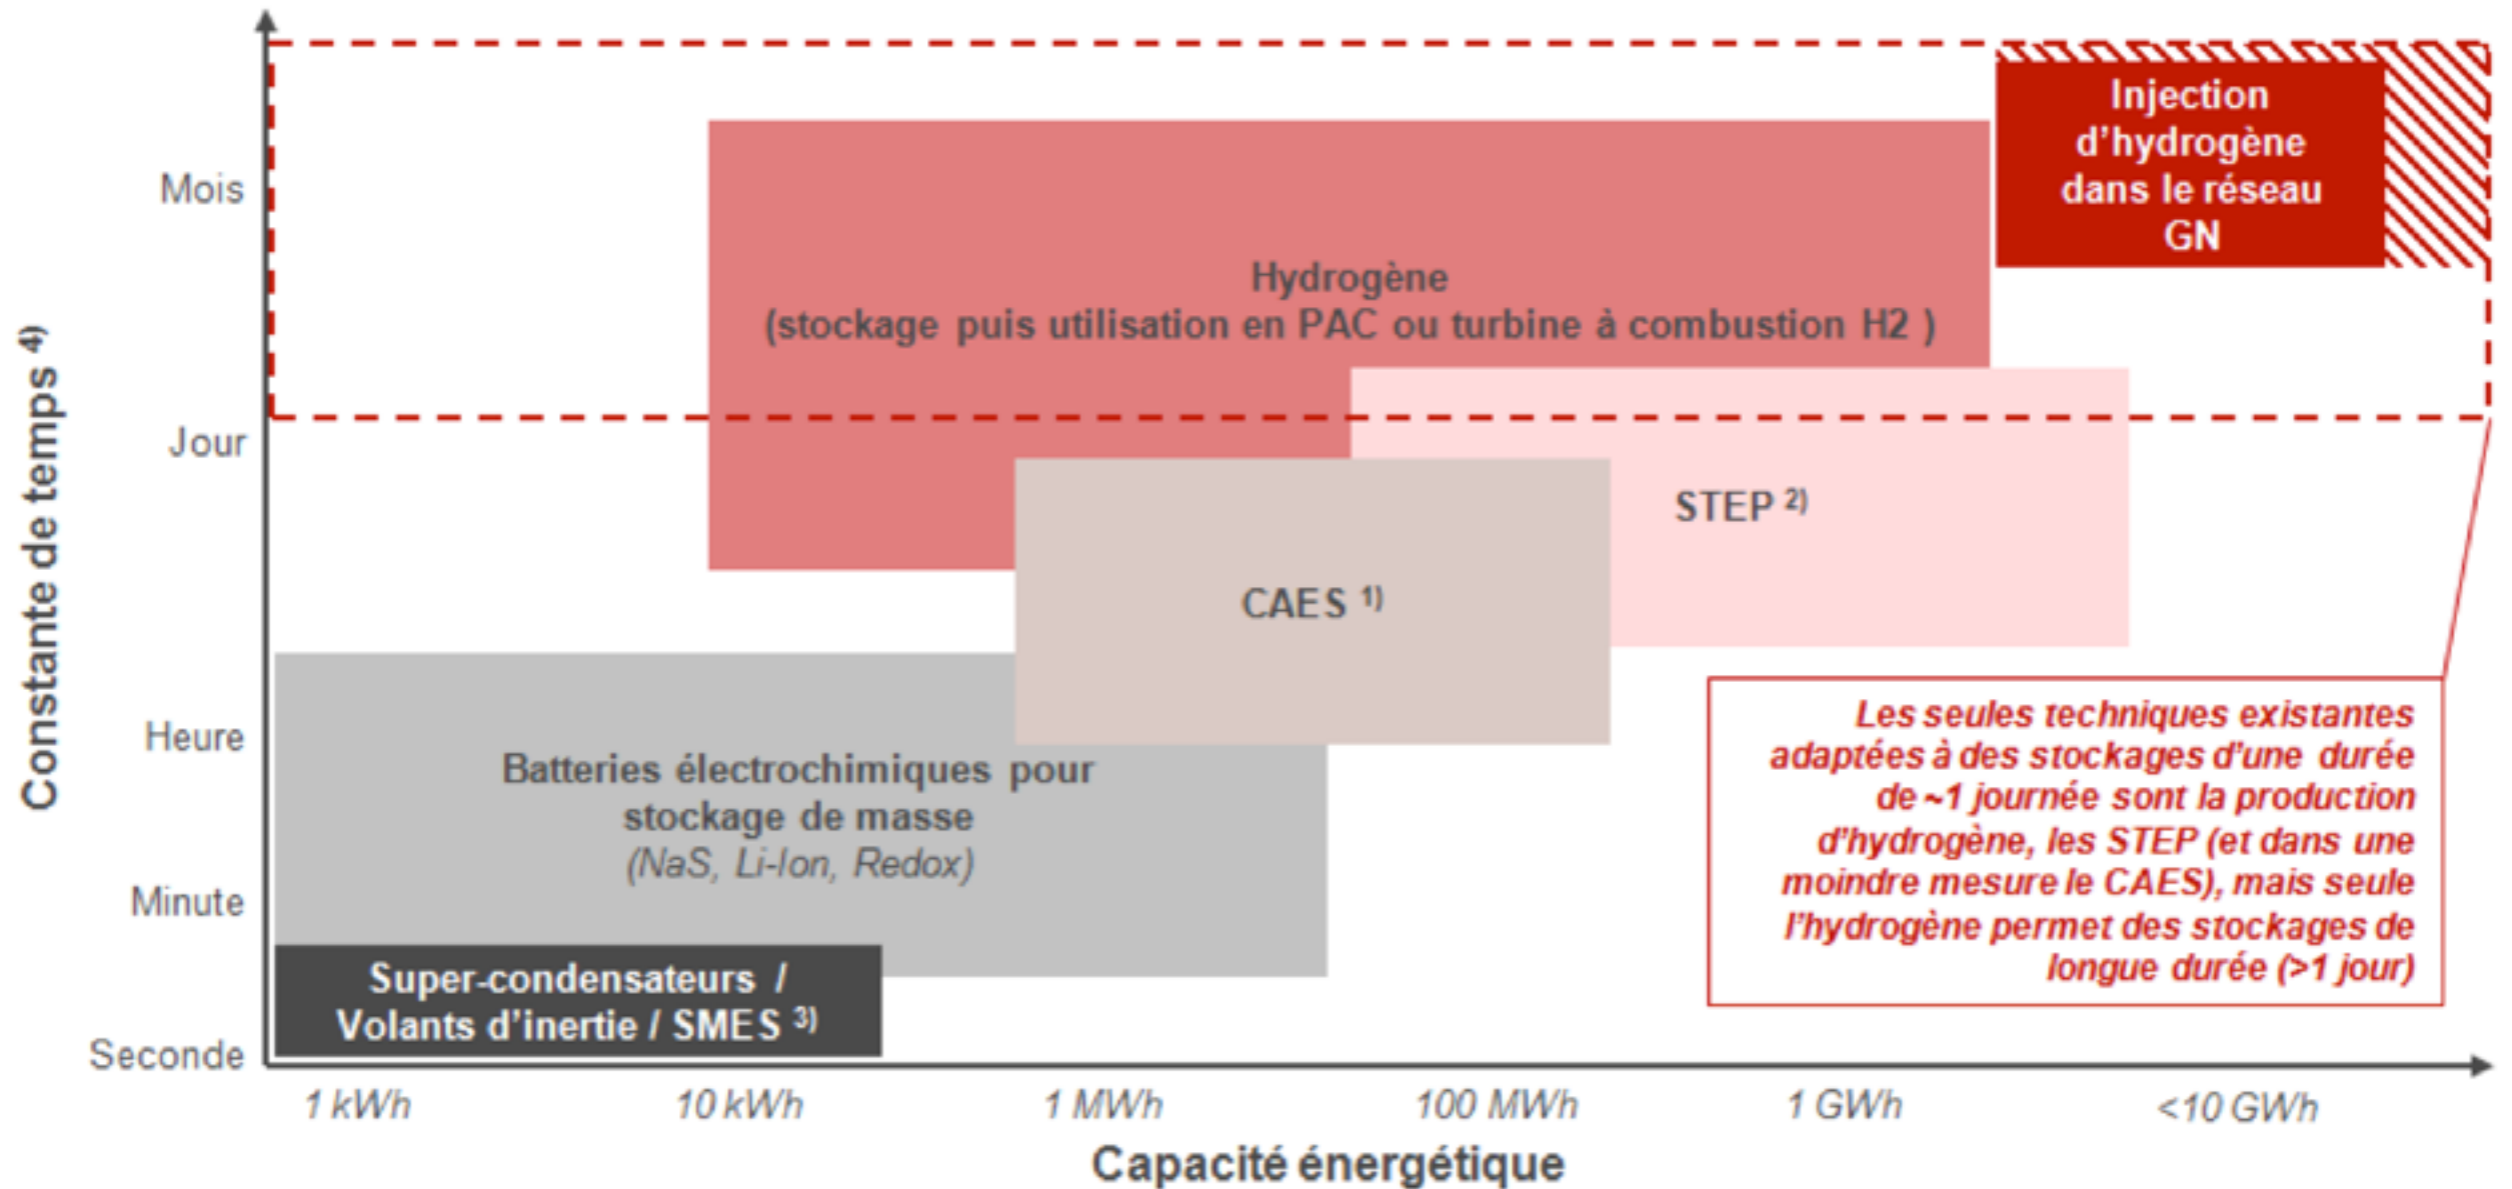 Constante de temps 4)
Mois
Jour
Heure
Minute
Seconde
Injection
d'hydrogène
dans le réseau
GN
Hydrogène
(stockage puis utilisation en PAC ou turbine à combustion H2 )
STEP 2)
CAES 1)
Batteries électrochimiques pour
stockage de masse
(NaS, Li-Ion, Redox)
Super-condensateurs /
Volants d'inertie / SMES 3)
Les seules techniques existantes
adaptées à des stockages d'une durée
de ~1 journée sont la production
d'hydrogène, les STEP (et dans une
moindre mesure le CAES), mais seule
l'hydrogène permet des stockages de
longue durée (>1 jour)
1 kWh
10 kWh
1 MWh
100 MWh
1 GWh
<10 GWh
Capacité énergétique